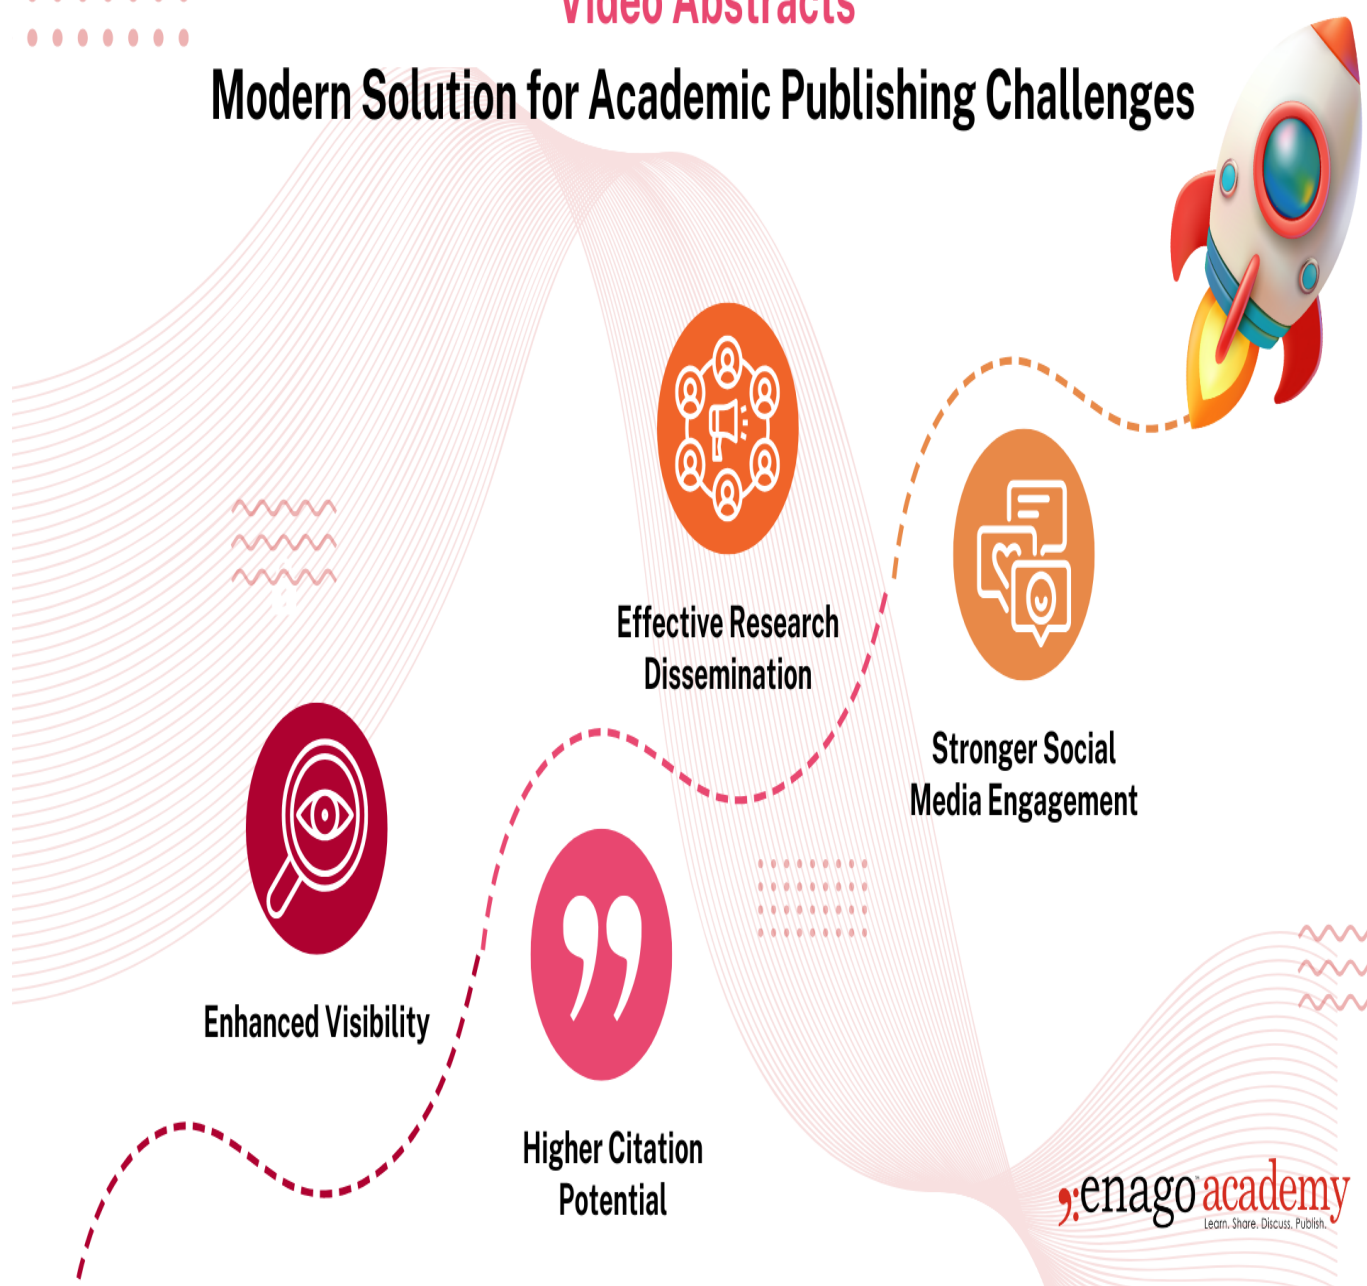 Video Abstracts
Modern Solution for Academic Publishing Challenges
Effective Research
Dissemination
Stronger Social
Media Engagement
Enhanced Visibility
Higher Citation
Potential
enago academy
Learn. Share. Discuss. Publish.